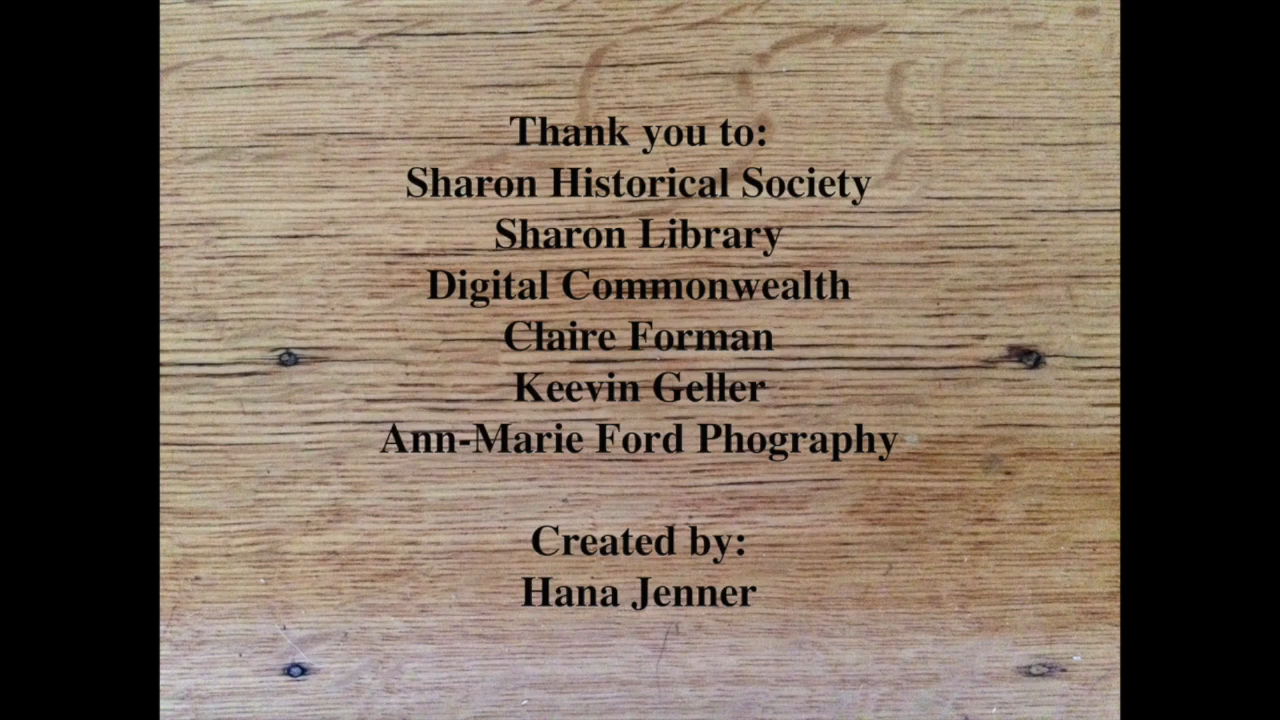 Thank you to:
Sharon Historical Society
Sharon Library
Digital Commonwealth
Claire Forman
Keevin Geller
Ann-Marie Ford Phography
Created by:
Hana Jenner